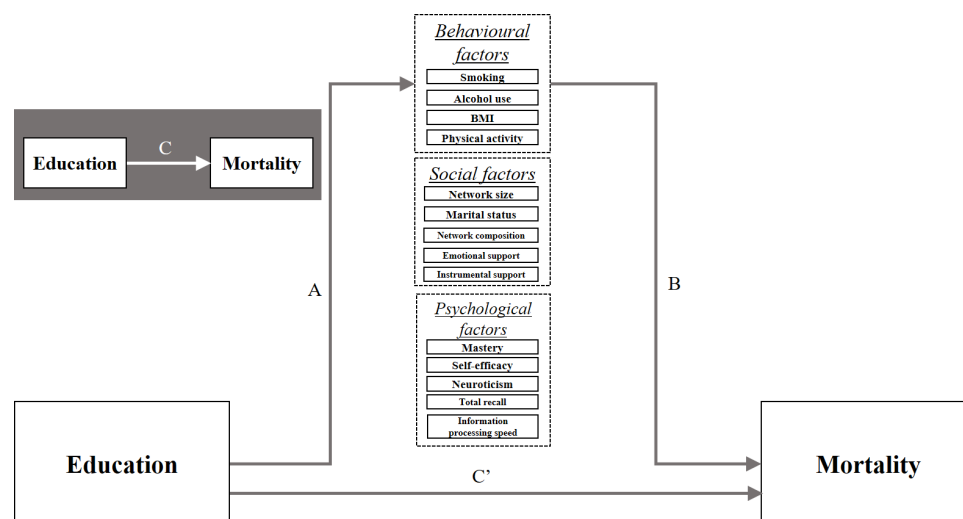 Behavioural
factors
Smoking
Alcohol use
BMI
Physical activity
C
Education
Mortality
Social factors
Network size
Marital status
Network composition
Emotional support
Instrumental support
A
B
Psychological
factors
Mastery
Self-efficacy
Neuroticism
Total recall
Information
processing speed
Education
C’
Mortality